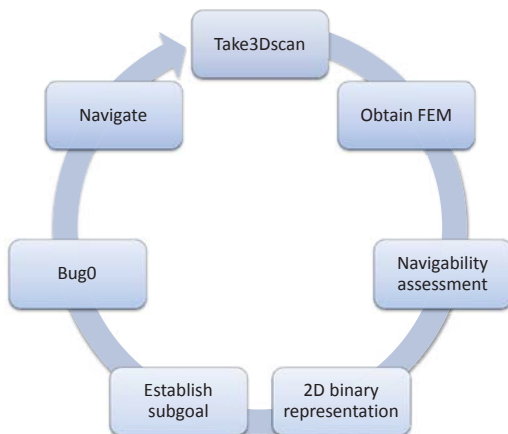 Take3Dscan
Obtain FEM
Navigability
assessment
2D binary
representation
Establish
subgoal
Bug0
Navigate